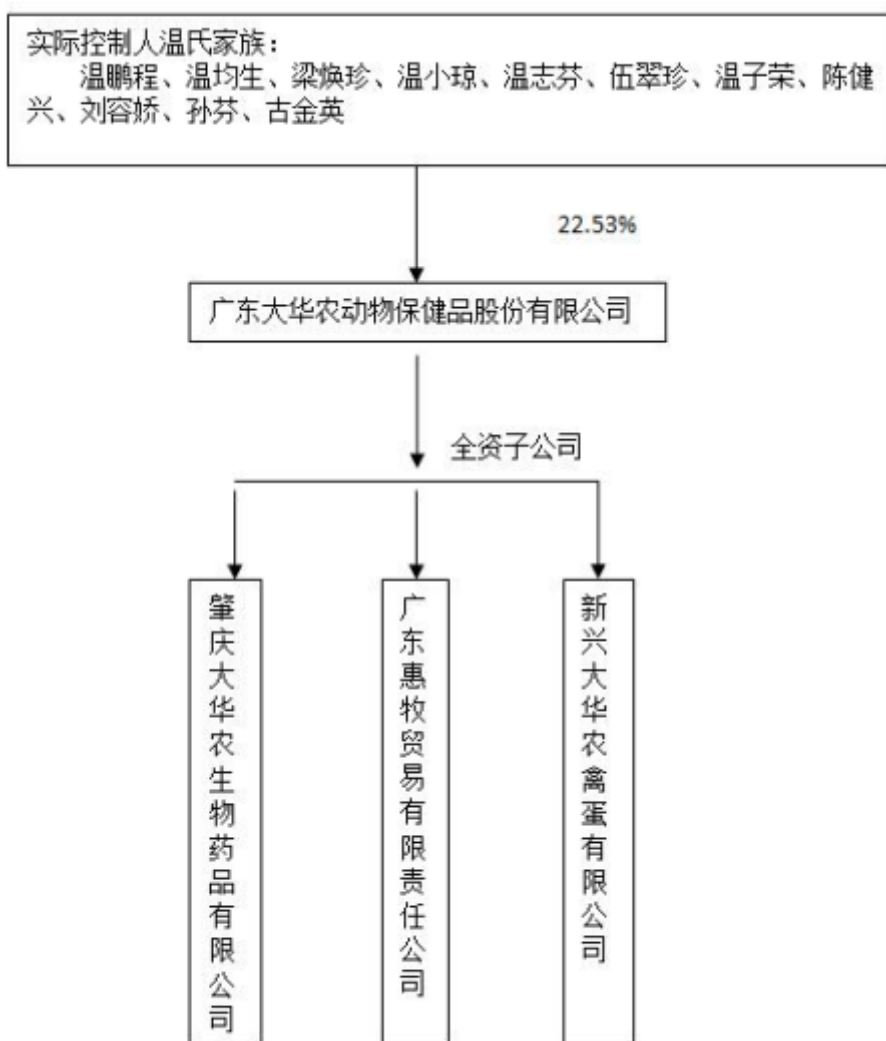 实际控制人温氏家族：
温鹏程、温均生、梁焕珍、温小琼、温志芬、伍翠珍、温子荣、陈健
兴、刘容娇、孙芬、古金英
22.53%
广东大华农动物保健品股份有限公司
全资子公司
肇庆大华农生物药品有限公司
广东惠牧贸易有限责任公司
新兴大华农禽蛋有限公司